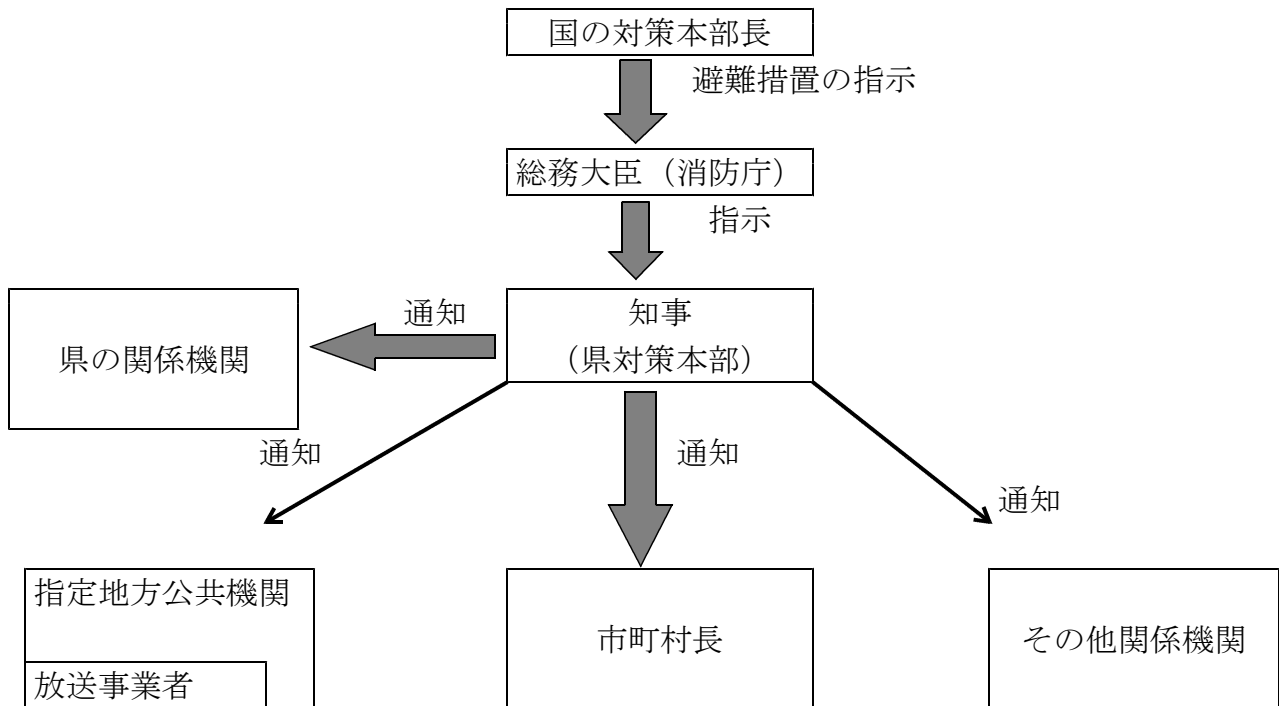 国の対策本部長
避難措置の指示
総務大臣（消防庁）
指示
通知
知事
（県対策本部）
県の関係機関
通知
通知
通知
指定地方公共機関
放送事業者
市町村長
その他関係機関